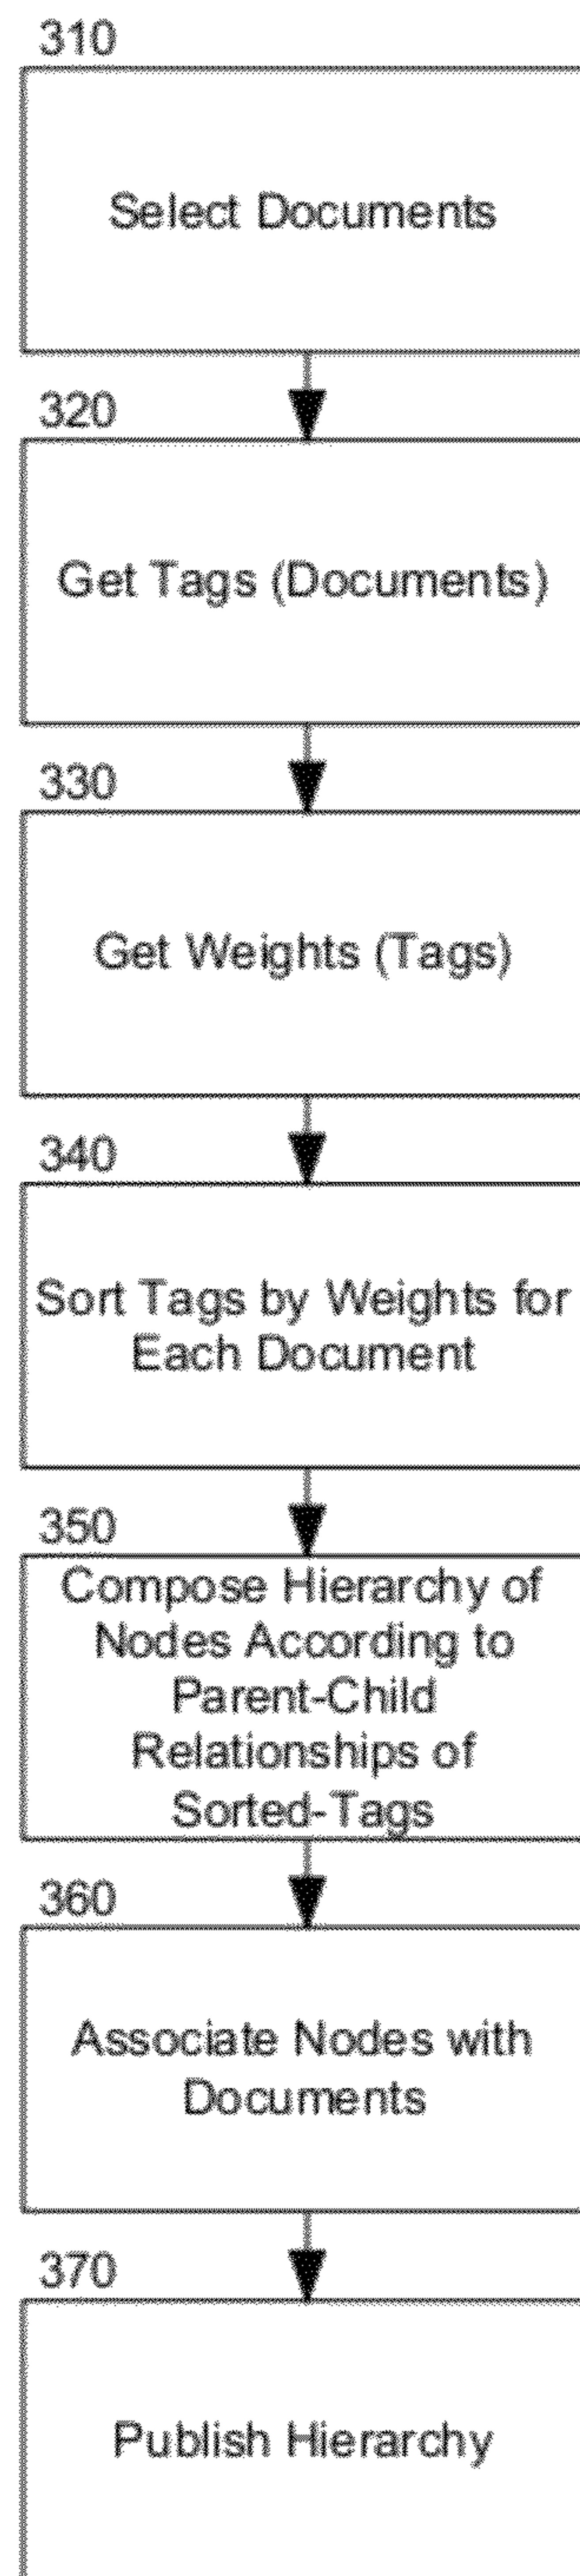 310
Select Documents
320
Get Tags (Documents)
330
Get Weights (Tags)
340
Sort Tags by Weights for
Each Document
350
Compose Hierarchy of
Nodes According to
Parent-Child
Relationships of
Sorted-Tags
360
Associate Nodes with
Documents
370
Publish Hierarchy